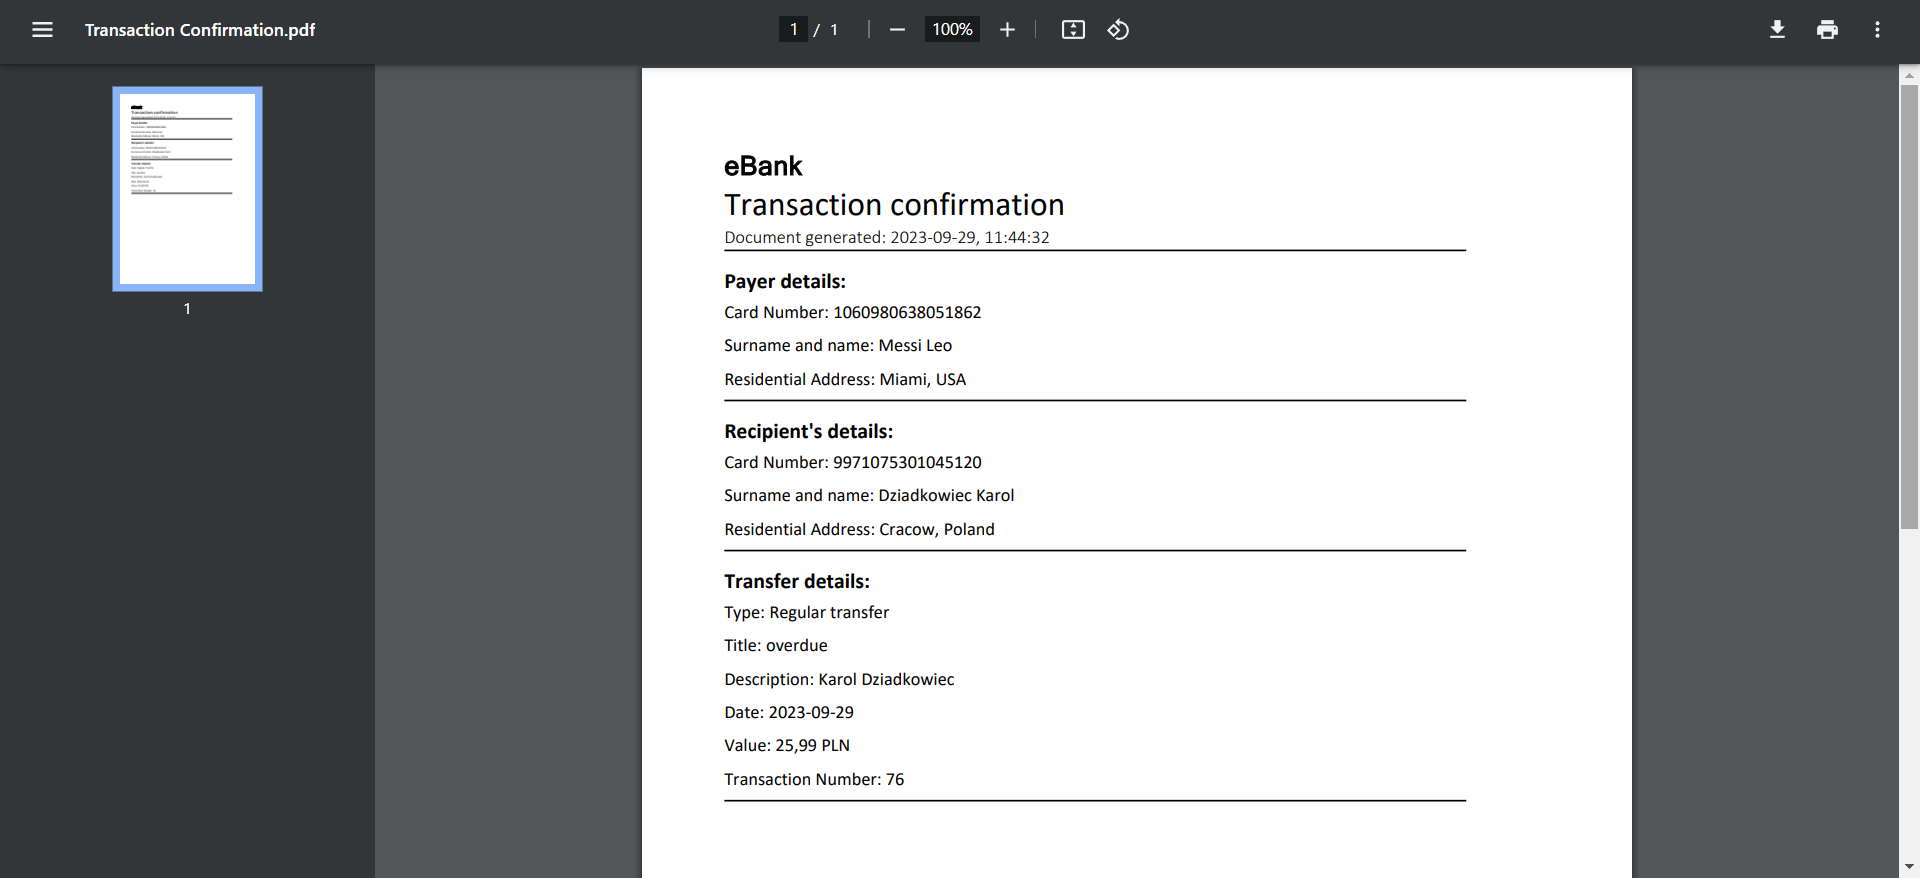 Transaction Confirmation.pdf
1 / 1
100%
1
eBank
Transaction confirmation
Document generated: 2023-09-29, 11:44:32
Payer details:
Card Number: 1060980638051862
Surname and name: Messi Leo
Residential Address: Miami, USA
Recipient's details:
Card Number: 9971075301045120
Surname and name: Dziadkowiec Karol
Residential Address: Cracow, Poland
Transfer details:
Type: Regular transfer
Title: overdue
Description: Karol Dziadkowiec
Date: 2023-09-29
Value: 25,99 PLN
Transaction Number: 76